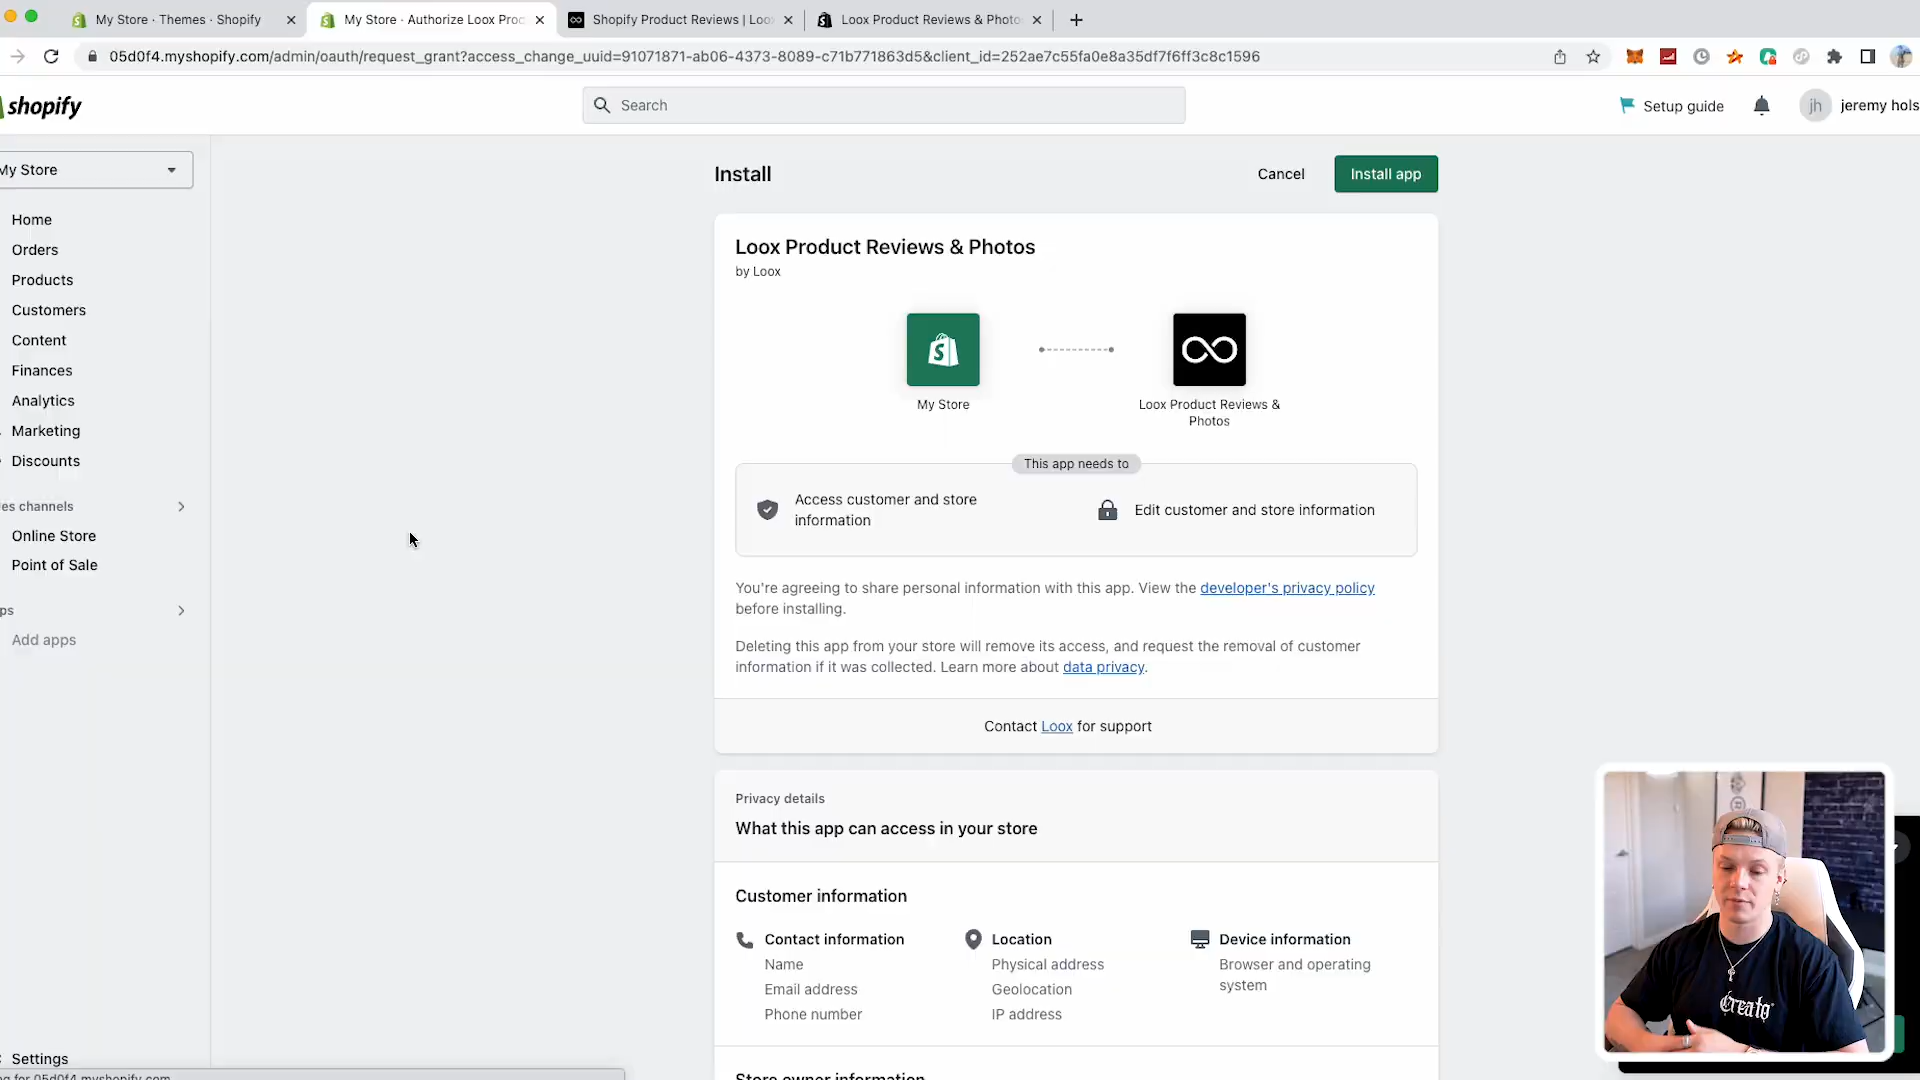 My Store · Themes · Shopify
My Store · Authorize Loox Prod
Shopify Product Reviews | Loox
Loox Product Reviews & Photo
05d0f4.myshopify.com/admin/oauth/request_grant?access_change_uuid=91071871-ab06-4373-8089-c71b771863d5&client_id=252ae7c55fa0e8a35df7f6ff3c8c1596
shopify
Search
Setup guide
jh
jeremy hols
My Store
Home
Orders
Products
Customers
Content
Finances
Analytics
Marketing
Discounts
es channels
Online Store
Point of Sale
ps
Add apps
Settings
Install
Cancel
Install app
Loox Product Reviews & Photos
by Loox
My Store
Loox Product Reviews &
Photos
This app needs to
Access customer and store
information
Edit customer and store information
You're agreeing to share personal information with this app. View the developer's privacy policy
before installing.
Deleting this app from your store will remove its access, and request the removal of customer
information if it was collected. Learn more about data privacy.
Contact Loox for support
Privacy details
What this app can access in your store
Customer information
Contact information
Name
Email address
Phone number
Location
Physical address
Geolocation
IP address
Device information
Browser and operating
system
Store owner information
Create